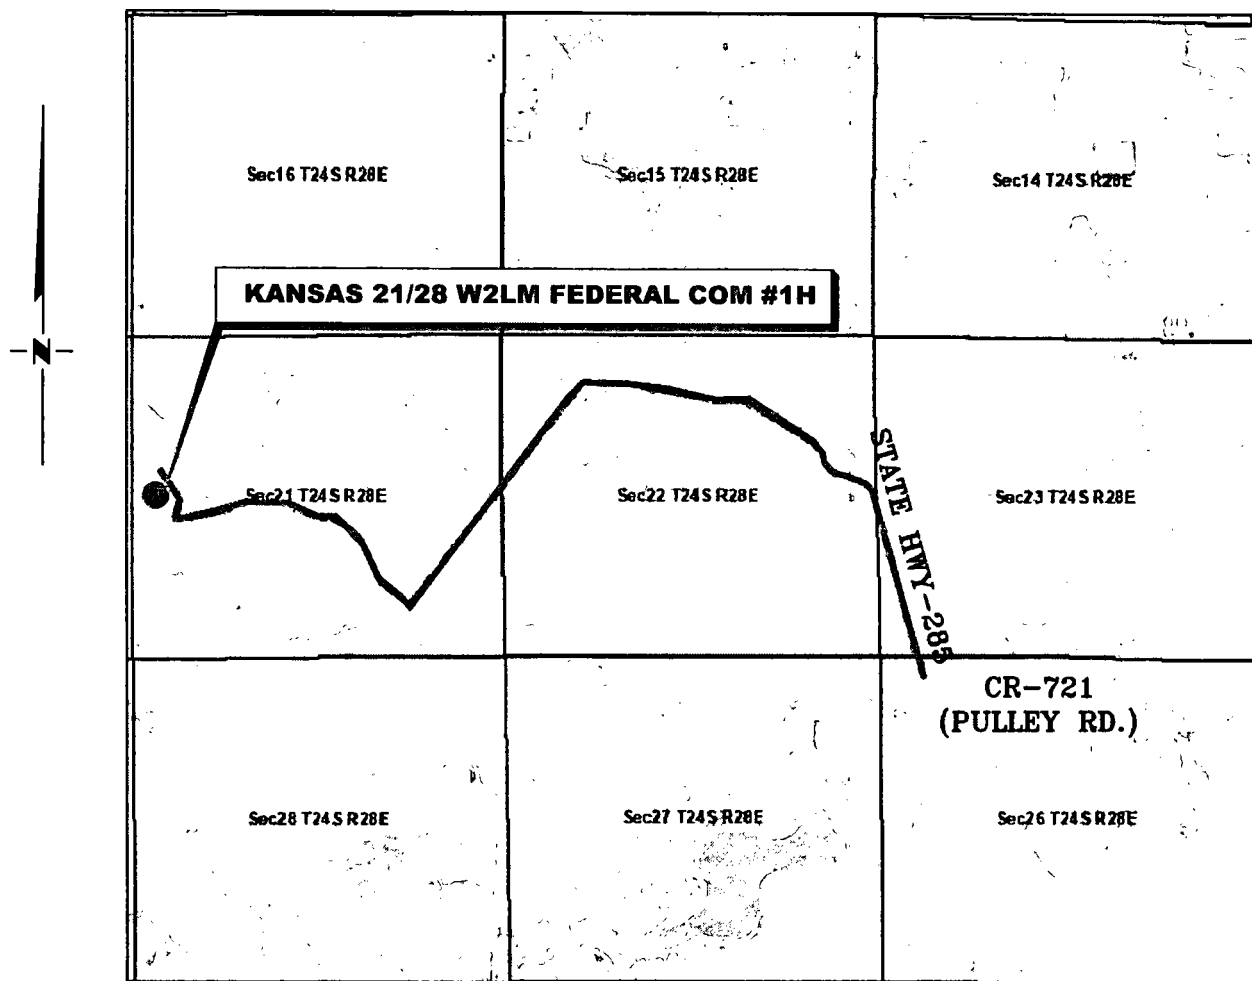 Sec16 T24S R28E
Sec15 T24S R28E
Sec14 T24S R28E
KANSAS 21/28 W2LM FEDERAL COM #1H
N
Sec21 T24S R28E
Sec22 T24S R28E
STATE HWY-285
Sec23 T24S R28E
CR-721
(PULLEY RD.)
Sec28 T24S R28E
Sec27 T24S R28E
Sec26 T24S R28E